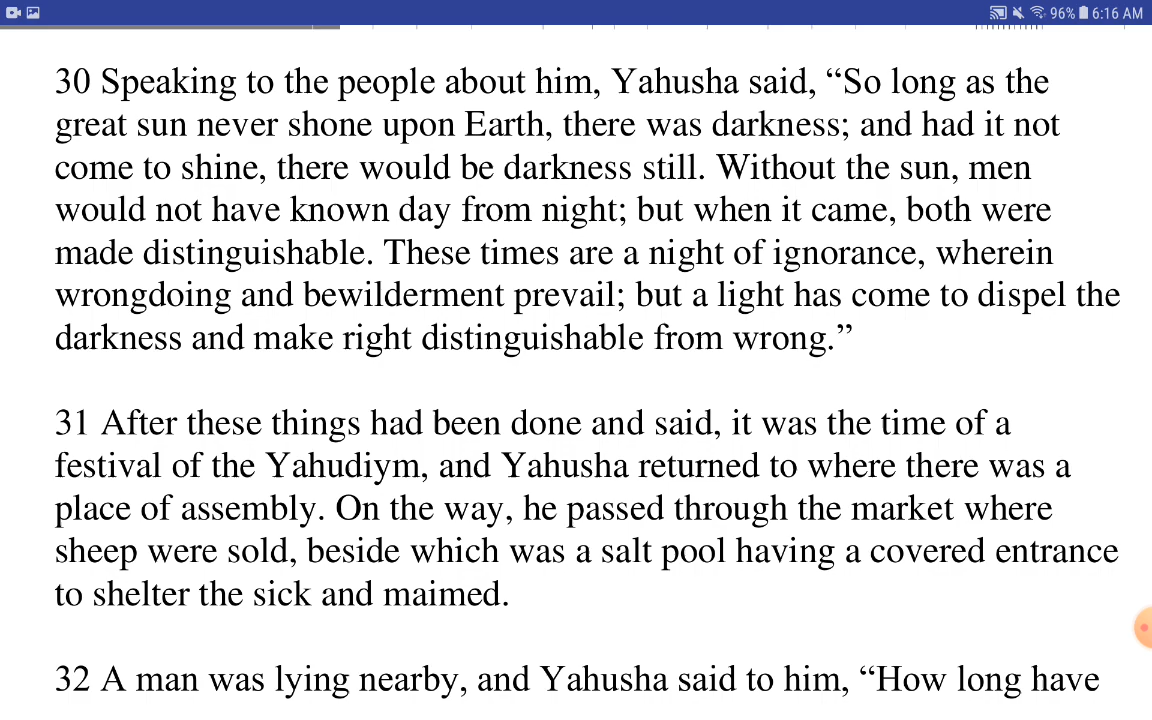 96% 6:16 AM
30 Speaking to the people about him, Yahusha said, “So long as the
great sun never shone upon Earth, there was darkness; and had it not
come to shine, there would be darkness still. Without the sun, men
would not have known day from night; but when it came, both were
made distinguishable. These times are a night of ignorance, wherein
wrongdoing and bewilderment prevail; but a light has come to dispel the
darkness and make right distinguishable from wrong.”
31 After these things had been done and said, it was the time of a
festival of the Yahudiym, and Yahusha returned to where there was a
place of assembly. On the way, he passed through the market where
sheep were sold, beside which was a salt pool having a covered entrance
to shelter the sick and maimed.
32 A man was lying nearby, and Yahusha said to him, “How long have